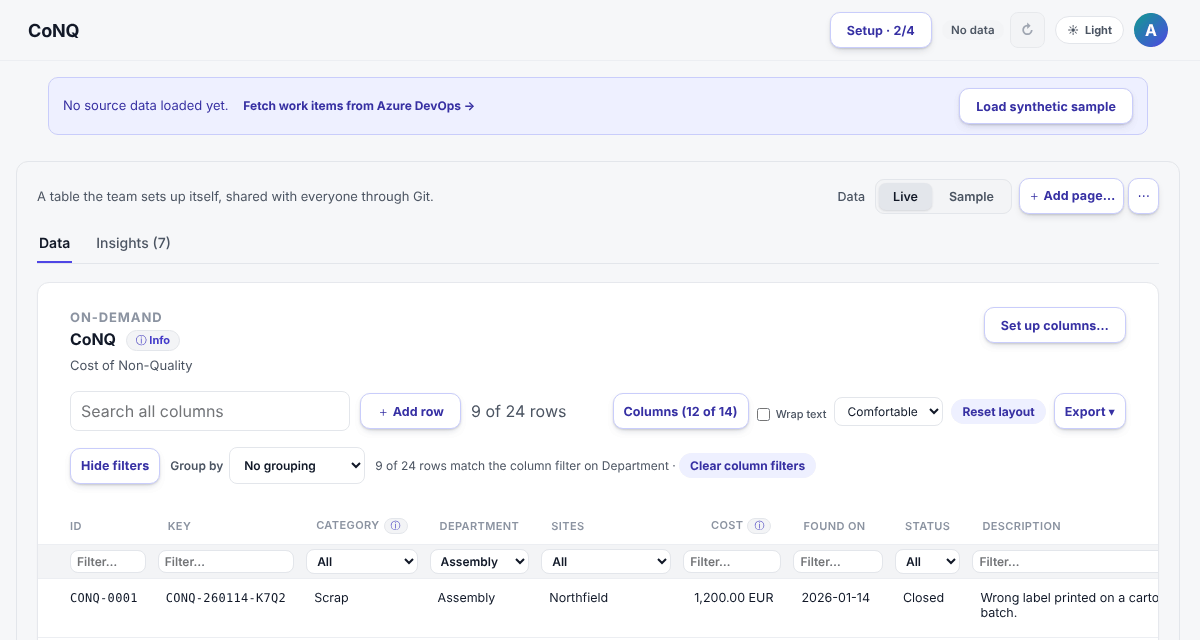 CoNQ
Setup · 2/4
No data
Light
A
No source data loaded yet. Fetch work items from Azure DevOps →
Load synthetic sample
A table the team sets up itself, shared with everyone through Git.
Data
Live
Sample
+ Add page...
...
Data
Insights (7)
ON-DEMAND
CoNQ
ⓘ Info
Cost of Non-Quality
Set up columns...
Search all columns
+ Add row
9 of 24 rows
Columns (12 of 14)
Wrap text
Comfortable
Reset layout
Export ▾
Hide filters
Group by
No grouping
9 of 24 rows match the column filter on Department ·
Clear column filters
ID KEY CATEGORY ⓘ DEPARTMENT SITES COST ⓘ FOUND ON STATUS DESCRIPTION
Filter... Filter... All Assembly All Filter... Filter... All Filter...
CONQ-0001 CONQ-260114-K7Q2 Scrap Assembly Northfield 1,200.00 EUR 2026-01-14 Closed Wrong label printed on a carto
batch.